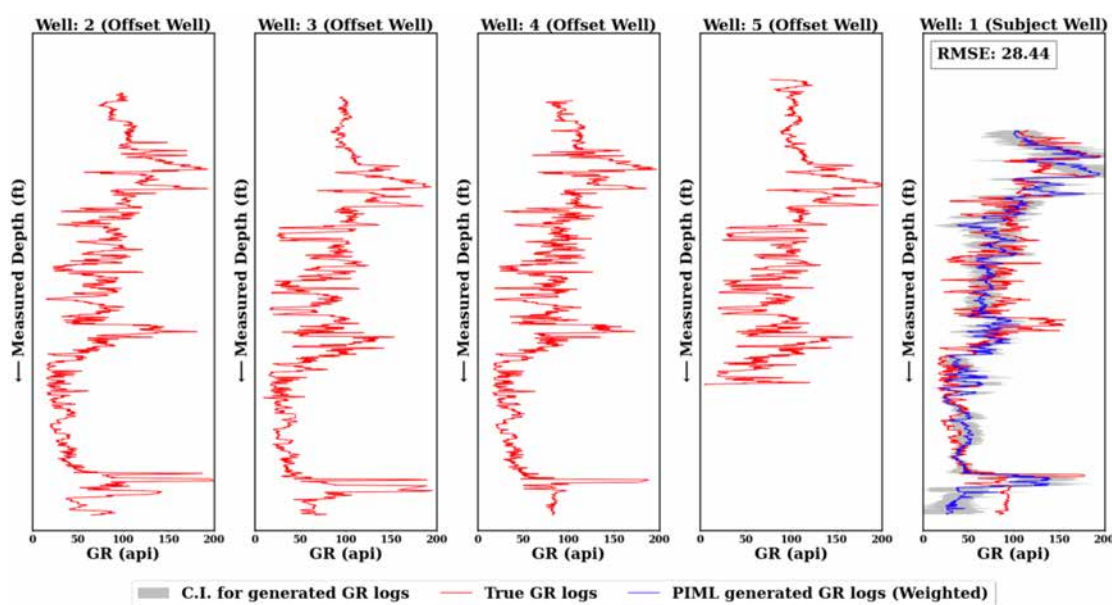 Well: 2 (Offset Well)
Well: 3 (Offset Well)
Well: 4 (Offset Well)
Well: 5 (Offset Well)
Well: 1 (Subject Well)
RMSE: 28.44
← Measured Depth (ft)
← Measured Depth (ft)
← Measured Depth (ft)
← Measured Depth (ft)
← Measured Depth (ft)
0 50 100 150 200
0 50 100 150 200
0 50 100 150 200
0 50 100 150 200
0 50 100 150 200
GR (api)
GR (api)
GR (api)
GR (api)
GR (api)
C.I. for generated GR logs
True GR logs
PIML generated GR logs (Weighted)